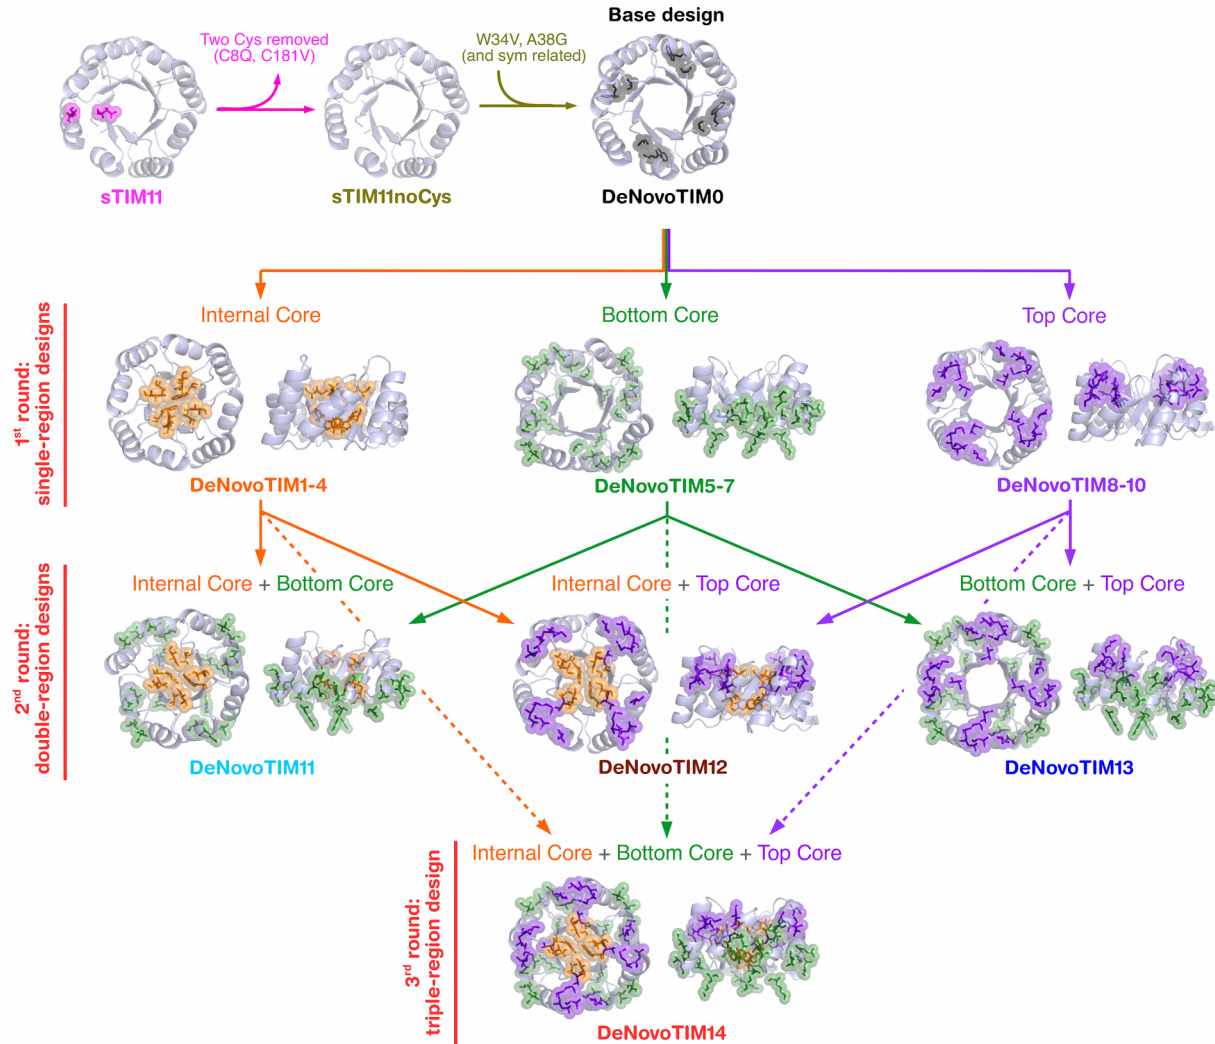 Base design
Two Cys removed
(C8Q, C181V)
W34V, A38G
(and sym related)
sTIM11
sTIM11noCys
DeNovoTIM0
1st round:
single-region designs
Internal Core
Bottom Core
Top Core
DeNovoTIM1-4
DeNovoTIM5-7
DeNovoTIM8-10
2nd round:
double-region designs
Internal Core + Bottom Core
Internal Core + Top Core
Bottom Core + Top Core
DeNovoTIM11
DeNovoTIM12
DeNovoTIM13
3rd round:
triple-region design
Internal Core + Bottom Core + Top Core
DeNovoTIM14